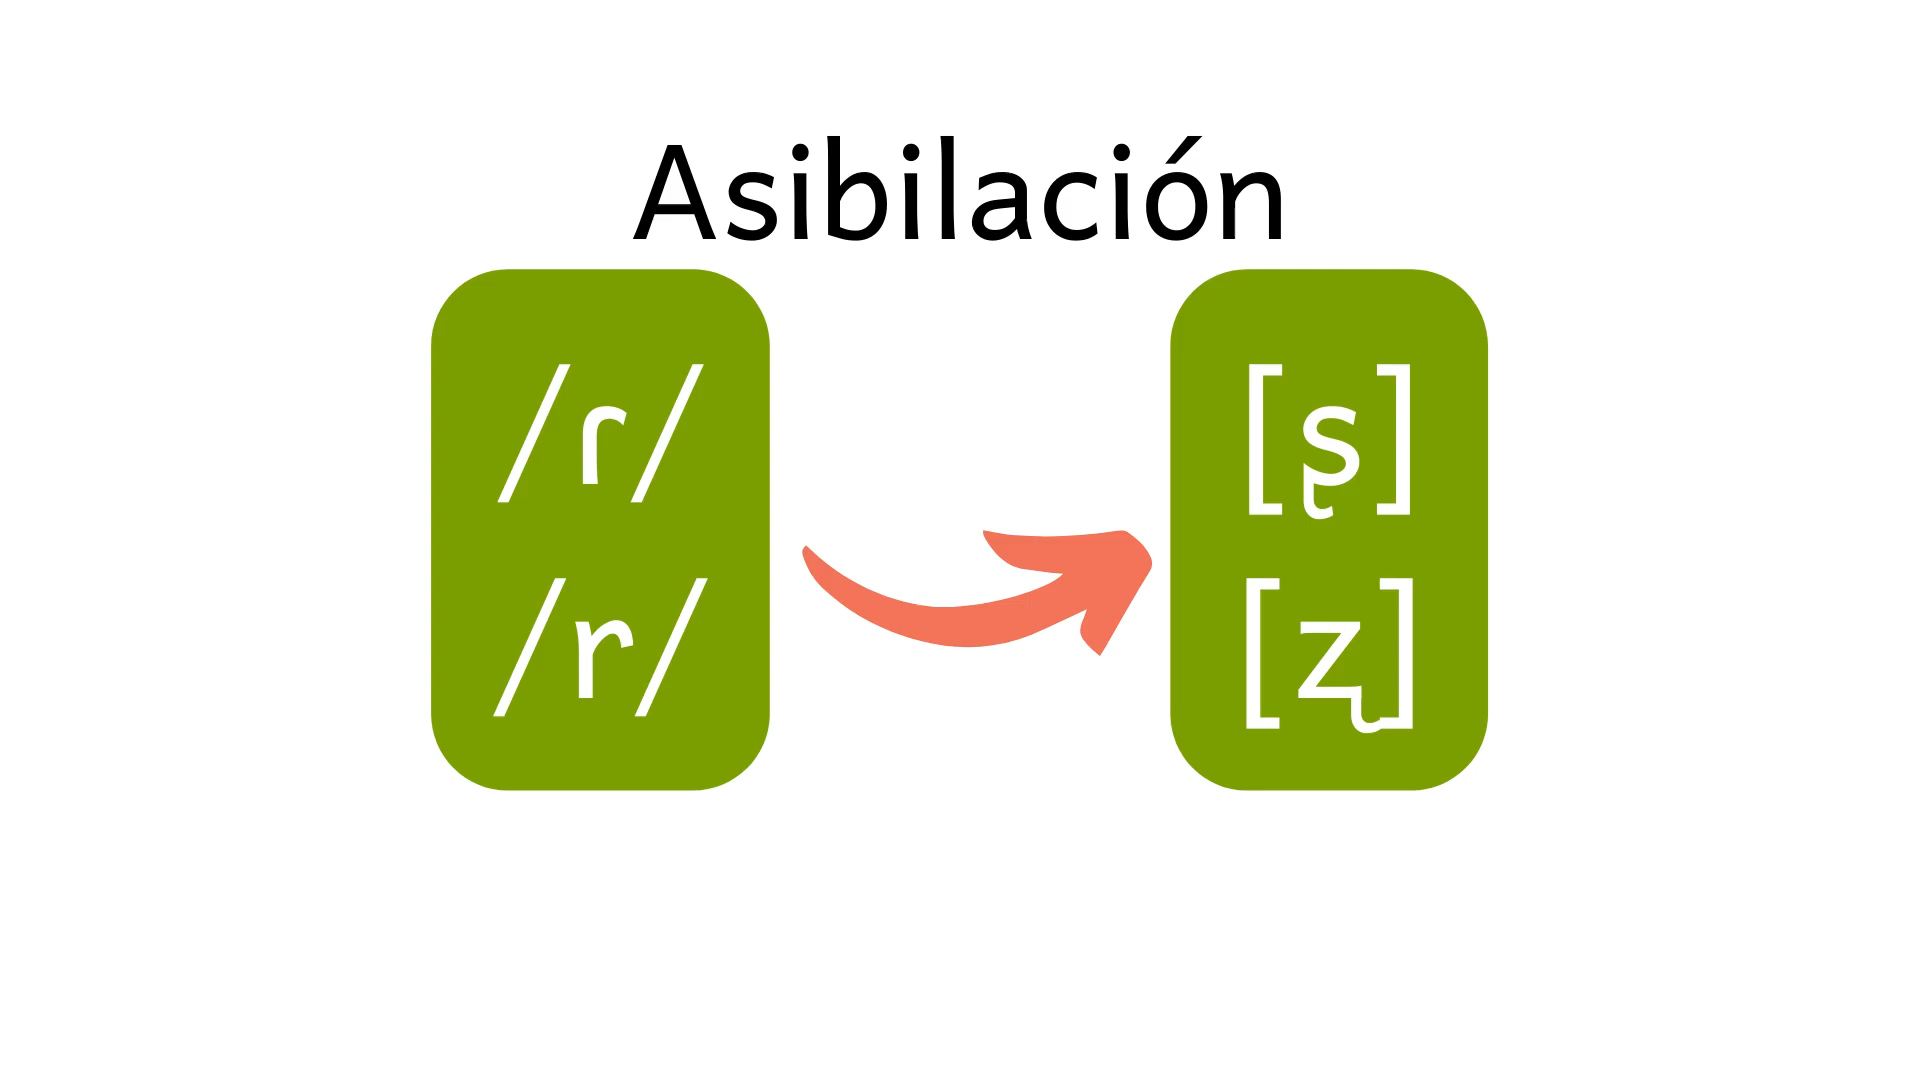 Asibilación
/ɾ/
/r/
[ʂ]
[ʐ]